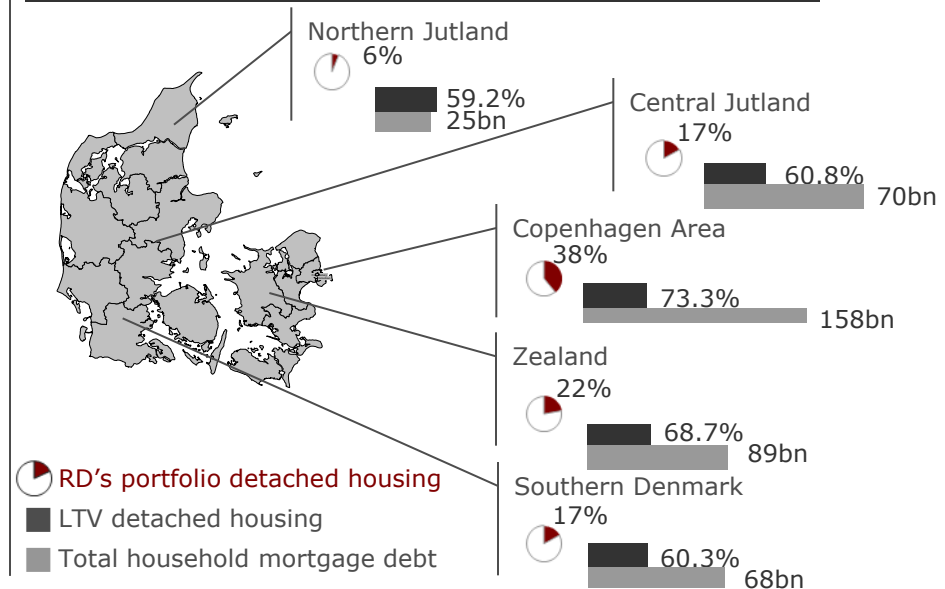 Northern Jutland
6%
59.2%
25bn
Central Jutland
17%
60.8%
70bn
Copenhagen Area
38%
73.3%
158bn
Zealand
22%
68.7%
89bn
Southern Denmark
17%
60.3%
68bn
RD's portfolio detached housing
LTV detached housing
Total household mortgage debt